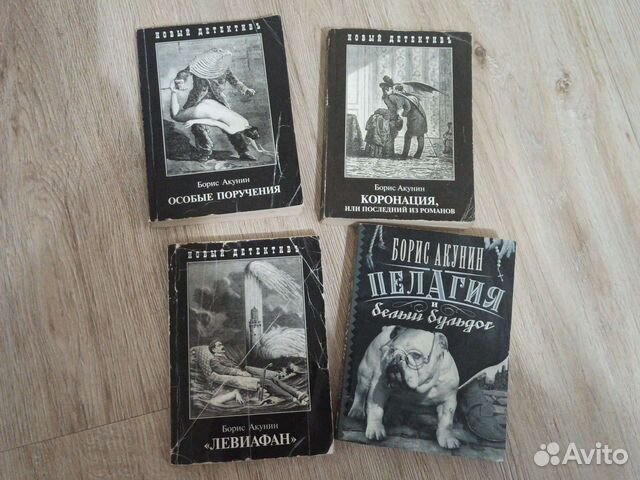 НОВЫЙ ДЕТЕКТИВЪ
Борис Акунин
ОСОБЫЕ ПОРУЧЕНИЯ
НОВЫЙ ДЕТЕКТИВЪ
Борис Акунин
КОРОНАЦИЯ,
ИЛИ ПОСЛЕДНИЙ ИЗ РОМАНОВ
НОВЫЙ ДЕТЕКТИВЪ
Борис Акунин
«ЛЕВИАФАН»
БОРИС АКУНИН
ПЕЛАГИЯ
и
белый бульдог
Avito